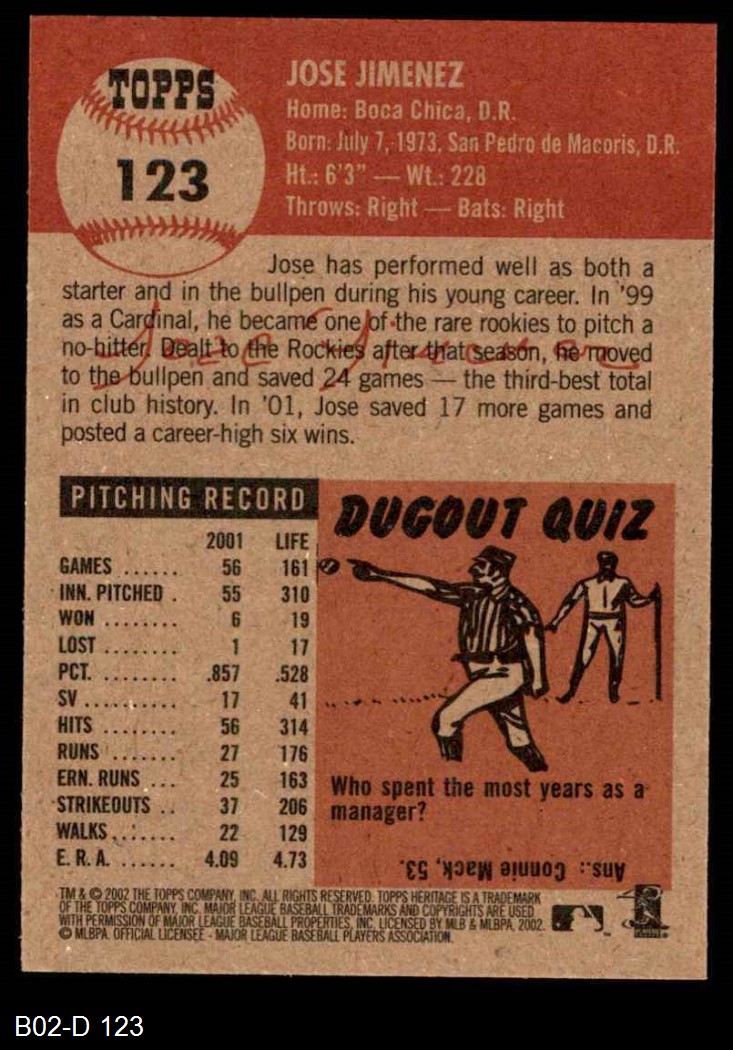 TOPPS
123
JOSE JIMENEZ
Home: Boca Chica, D.R.
Born: July 7, 1973, San Pedro de Macoris, D.R.
Ht.: 6'3" — Wt.: 228
Throws: Right — Bats: Right
Jose has performed well as both a
starter and in the bullpen during his young career. In '99
as a Cardinal, he became one of the rare rookies to pitch a
no-hitter. Dealt to the Rockies after that season, he moved
to the bullpen and saved 24 games — the third-best total
in club history. In '01, Jose saved 17 more games and
posted a career-high six wins.
Jose Jimenez
PITCHING RECORD
2001 LIFE
GAMES ...... 56 161
INN. PITCHED . 55 310
WON ........ 6 19
LOST ........ 1 17
PCT. ........ .857 .528
SV .......... 17 41
HITS ........ 56 314
RUNS ....... 27 176
ERN. RUNS ... 25 163
STRIKEOUTS .. 37 206
WALKS ....... 22 129
E. R. A. ...... 4.09 4.73
DUGOUT QUIZ
Who spent the most years as a
manager?
Ans.: Connie Mack, 53.
TM & © 2002 THE TOPPS COMPANY, INC. ALL RIGHTS RESERVED. TOPPS HERITAGE IS A TRADEMARK
OF THE TOPPS COMPANY, INC. MAJOR LEAGUE BASEBALL TRADEMARKS AND COPYRIGHTS ARE USED
WITH PERMISSION OF MAJOR LEAGUE BASEBALL PROPERTIES, INC. LICENSED BY MLB & MLBPA, 2002.
© MLBPA. OFFICIAL LICENSEE - MAJOR LEAGUE BASEBALL PLAYERS ASSOCIATION.
B02-D 123